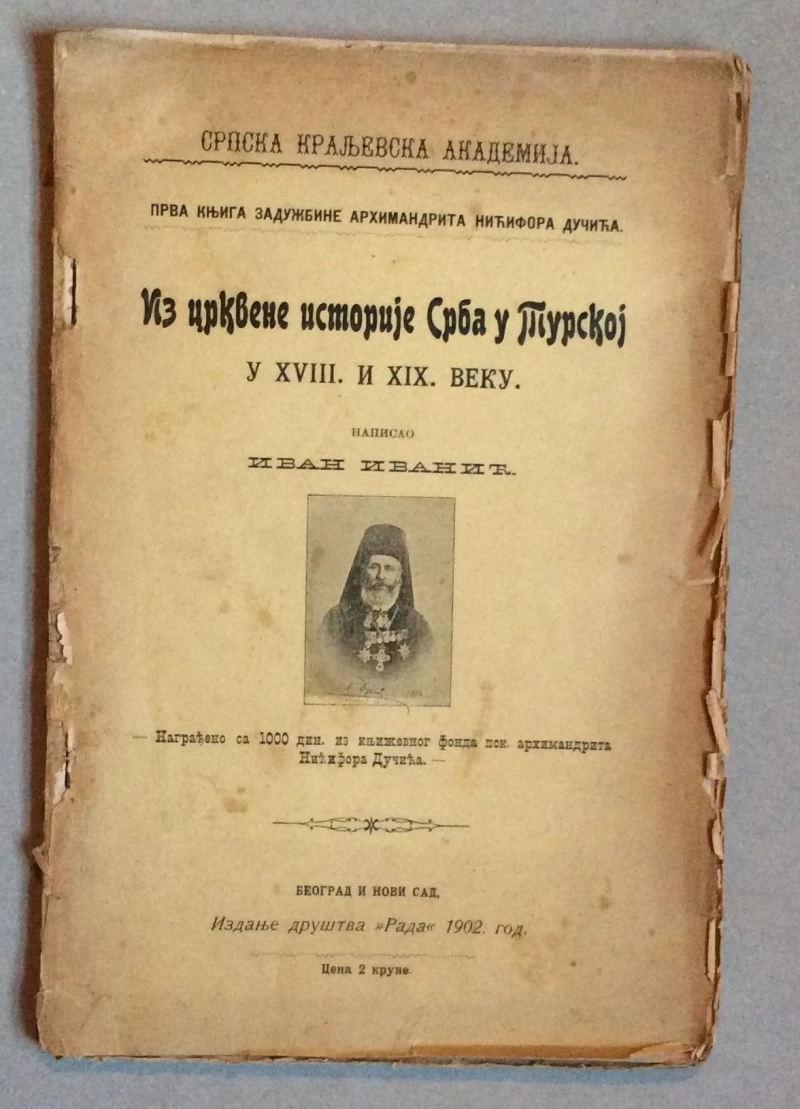 СРПСКА КРАЉЕВСКА АКАДЕМИЈА.
ПРВА КЊИГА ЗАДУЖБИНЕ АРХИМАНДРИТА НИЋИФОРА ДУЧИЋА.
Из црквене историје Срба у Турској
У XVIII. И XIX. ВЕКУ.
НАПИСАО
ИВАН ИВАНИЋ.
— Награђено са 1000 дин. из књижевног фонда пок. архимандрита
Нићифора Дучића. —
БЕОГРАД И НОВИ САД,
Издање друштва »Рада« 1902. год.
Цена 2 круне